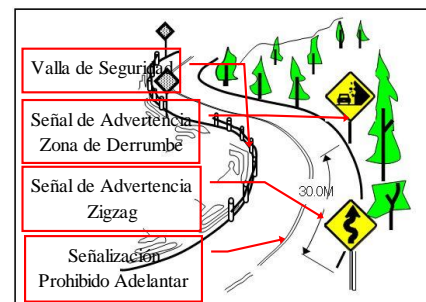 Valla de Seguridad
Señal de Advertencia
Zona de Derrumbe
Señal de Advertencia
Zigzag
30.0M
Señalización
Prohibido Adelantar